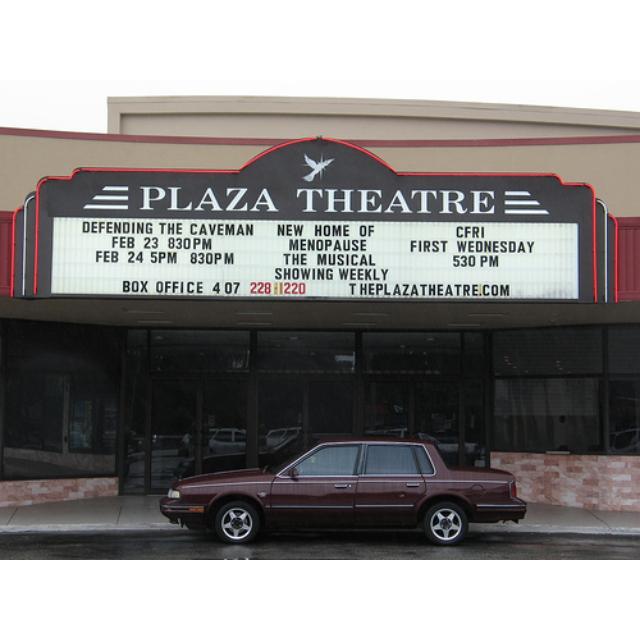 PLAZA THEATRE
DEFENDING THE CAVEMAN
FEB 23 830PM
FEB 24 5PM 830PM
NEW HOME OF
MENOPAUSE
THE MUSICAL
SHOWING WEEKLY
CFRI
FIRST WEDNESDAY
530 PM
BOX OFFICE 407 228-1220 THEPLAZATHEATRE.COM